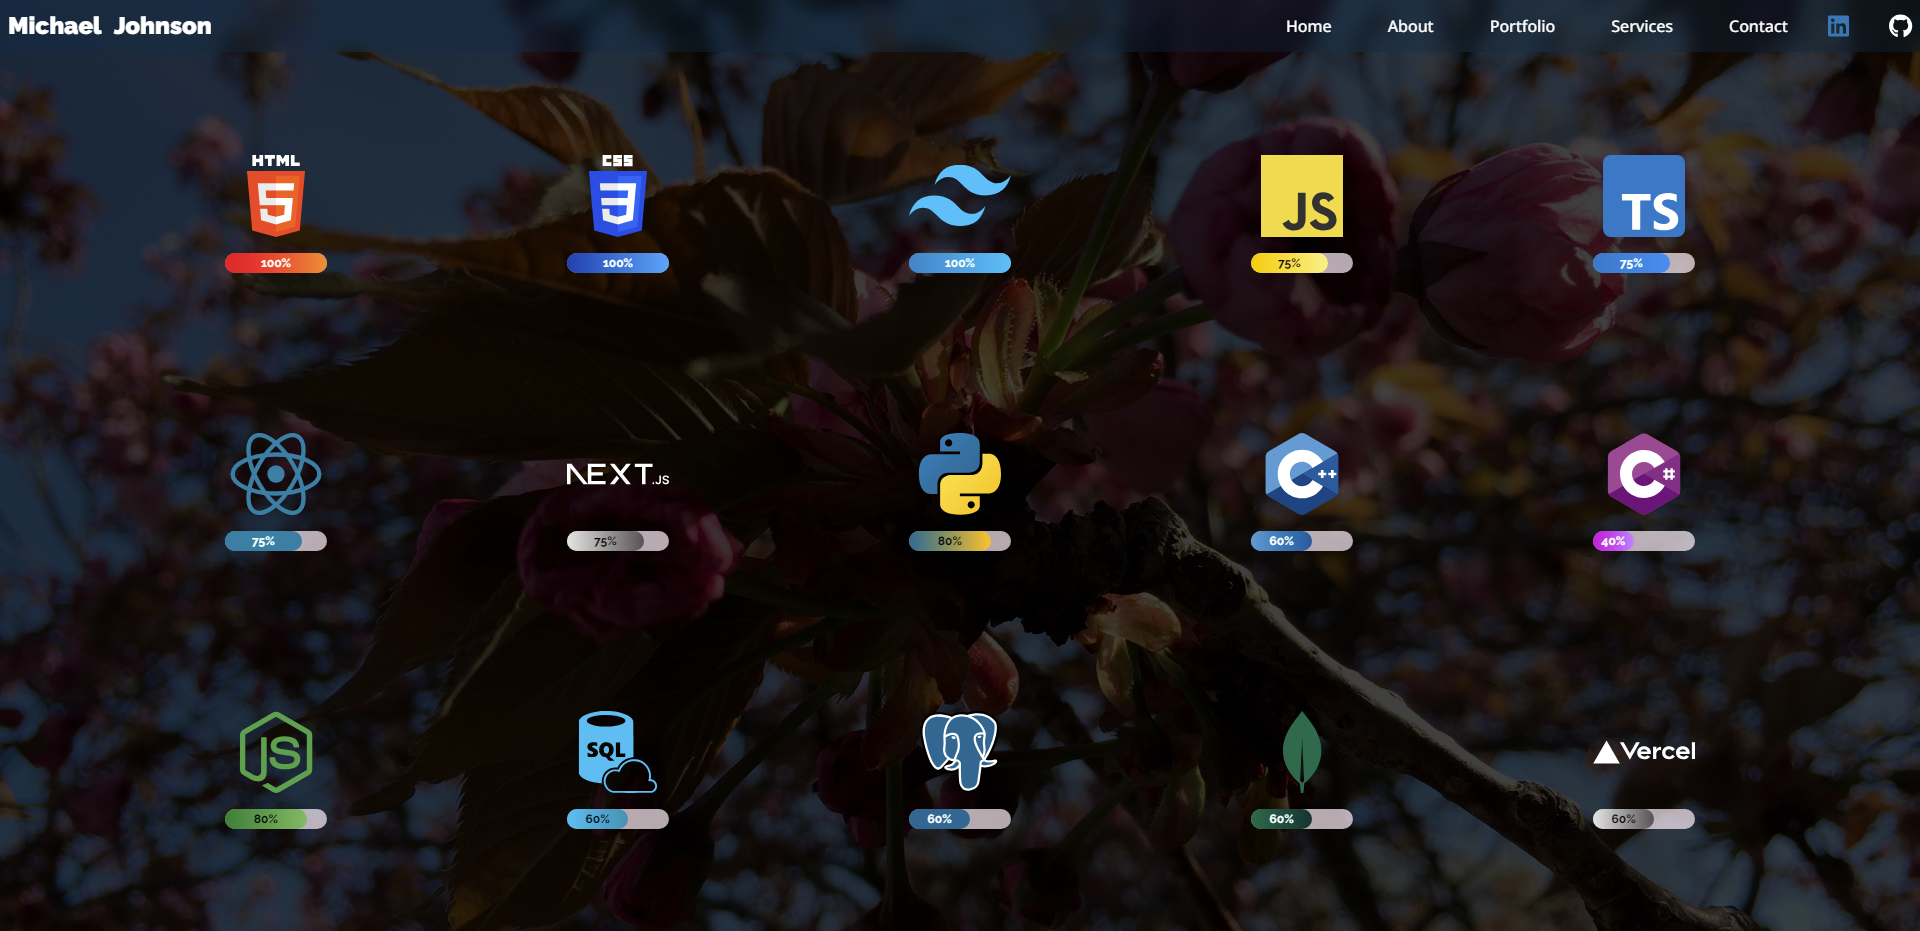 Michael Johnson
Home About Portfolio Services Contact in
HTML
5
100%
CSS
3
100%
100%
JS
75%
TS
75%
75%
NEXT.JS
75%
80%
C++
60%
C#
40%
JS
80%
SQL
60%
60%
60%
Vercel
60%